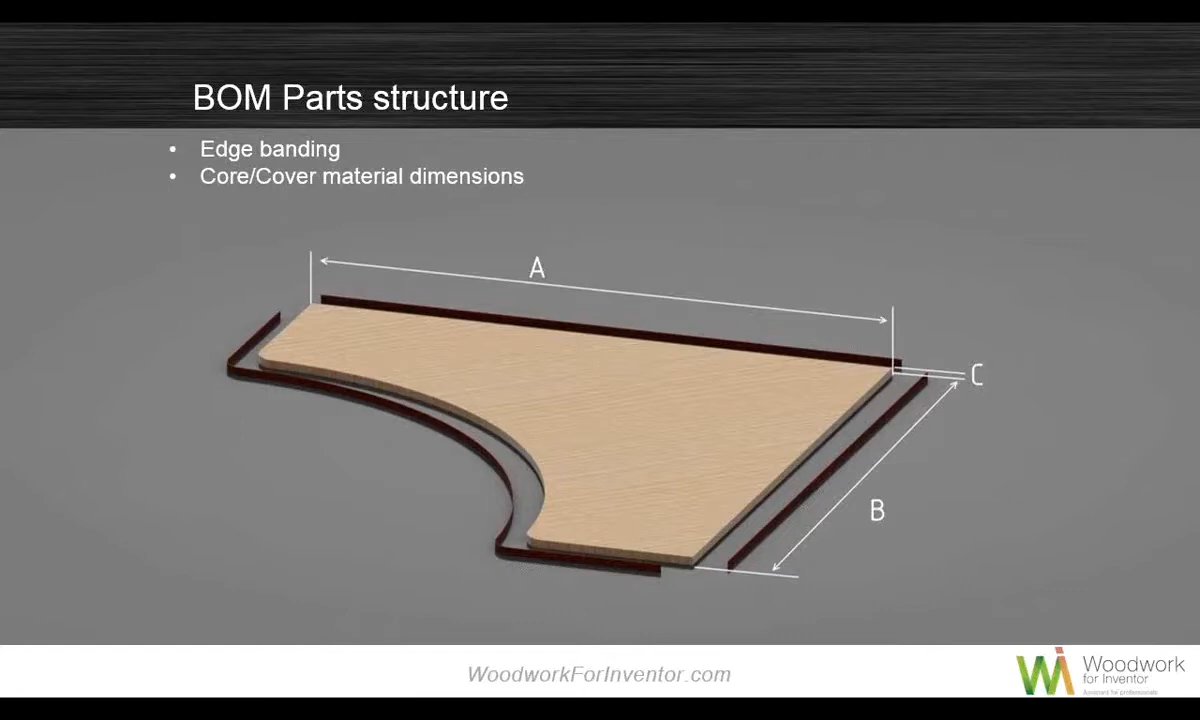 BOM Parts structure
• Edge banding
• Core/Cover material dimensions
A
C
B
WoodworkForInventor.com
Woodwork
for Inventor